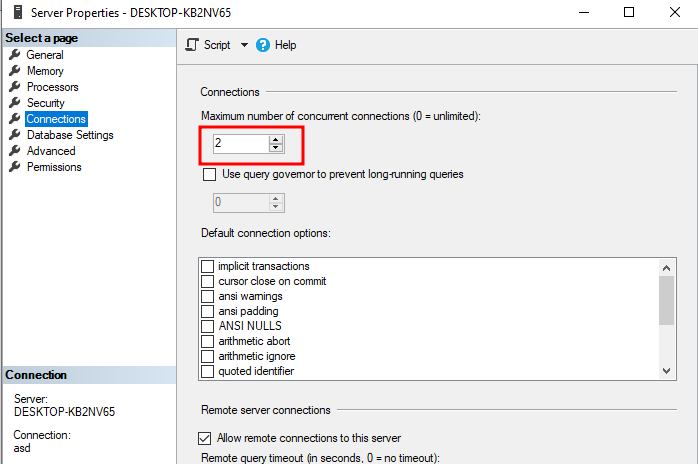 Server Properties - DESKTOP-KB2NV65
Select a page
General
Memory
Processors
Security
Connections
Database Settings
Advanced
Permissions
Script
Help
Connections
Maximum number of concurrent connections (0 = unlimited):
2
Use query governor to prevent long-running queries
0
Default connection options:
implicit transactions
cursor close on commit
ansi warnings
ansi padding
ANSI NULLS
arithmetic abort
arithmetic ignore
quoted identifier
Connection
Server:
DESKTOP-KB2NV65
Connection:
asd
Remote server connections
Allow remote connections to this server
Remote query timeout (in seconds, 0 = no timeout):